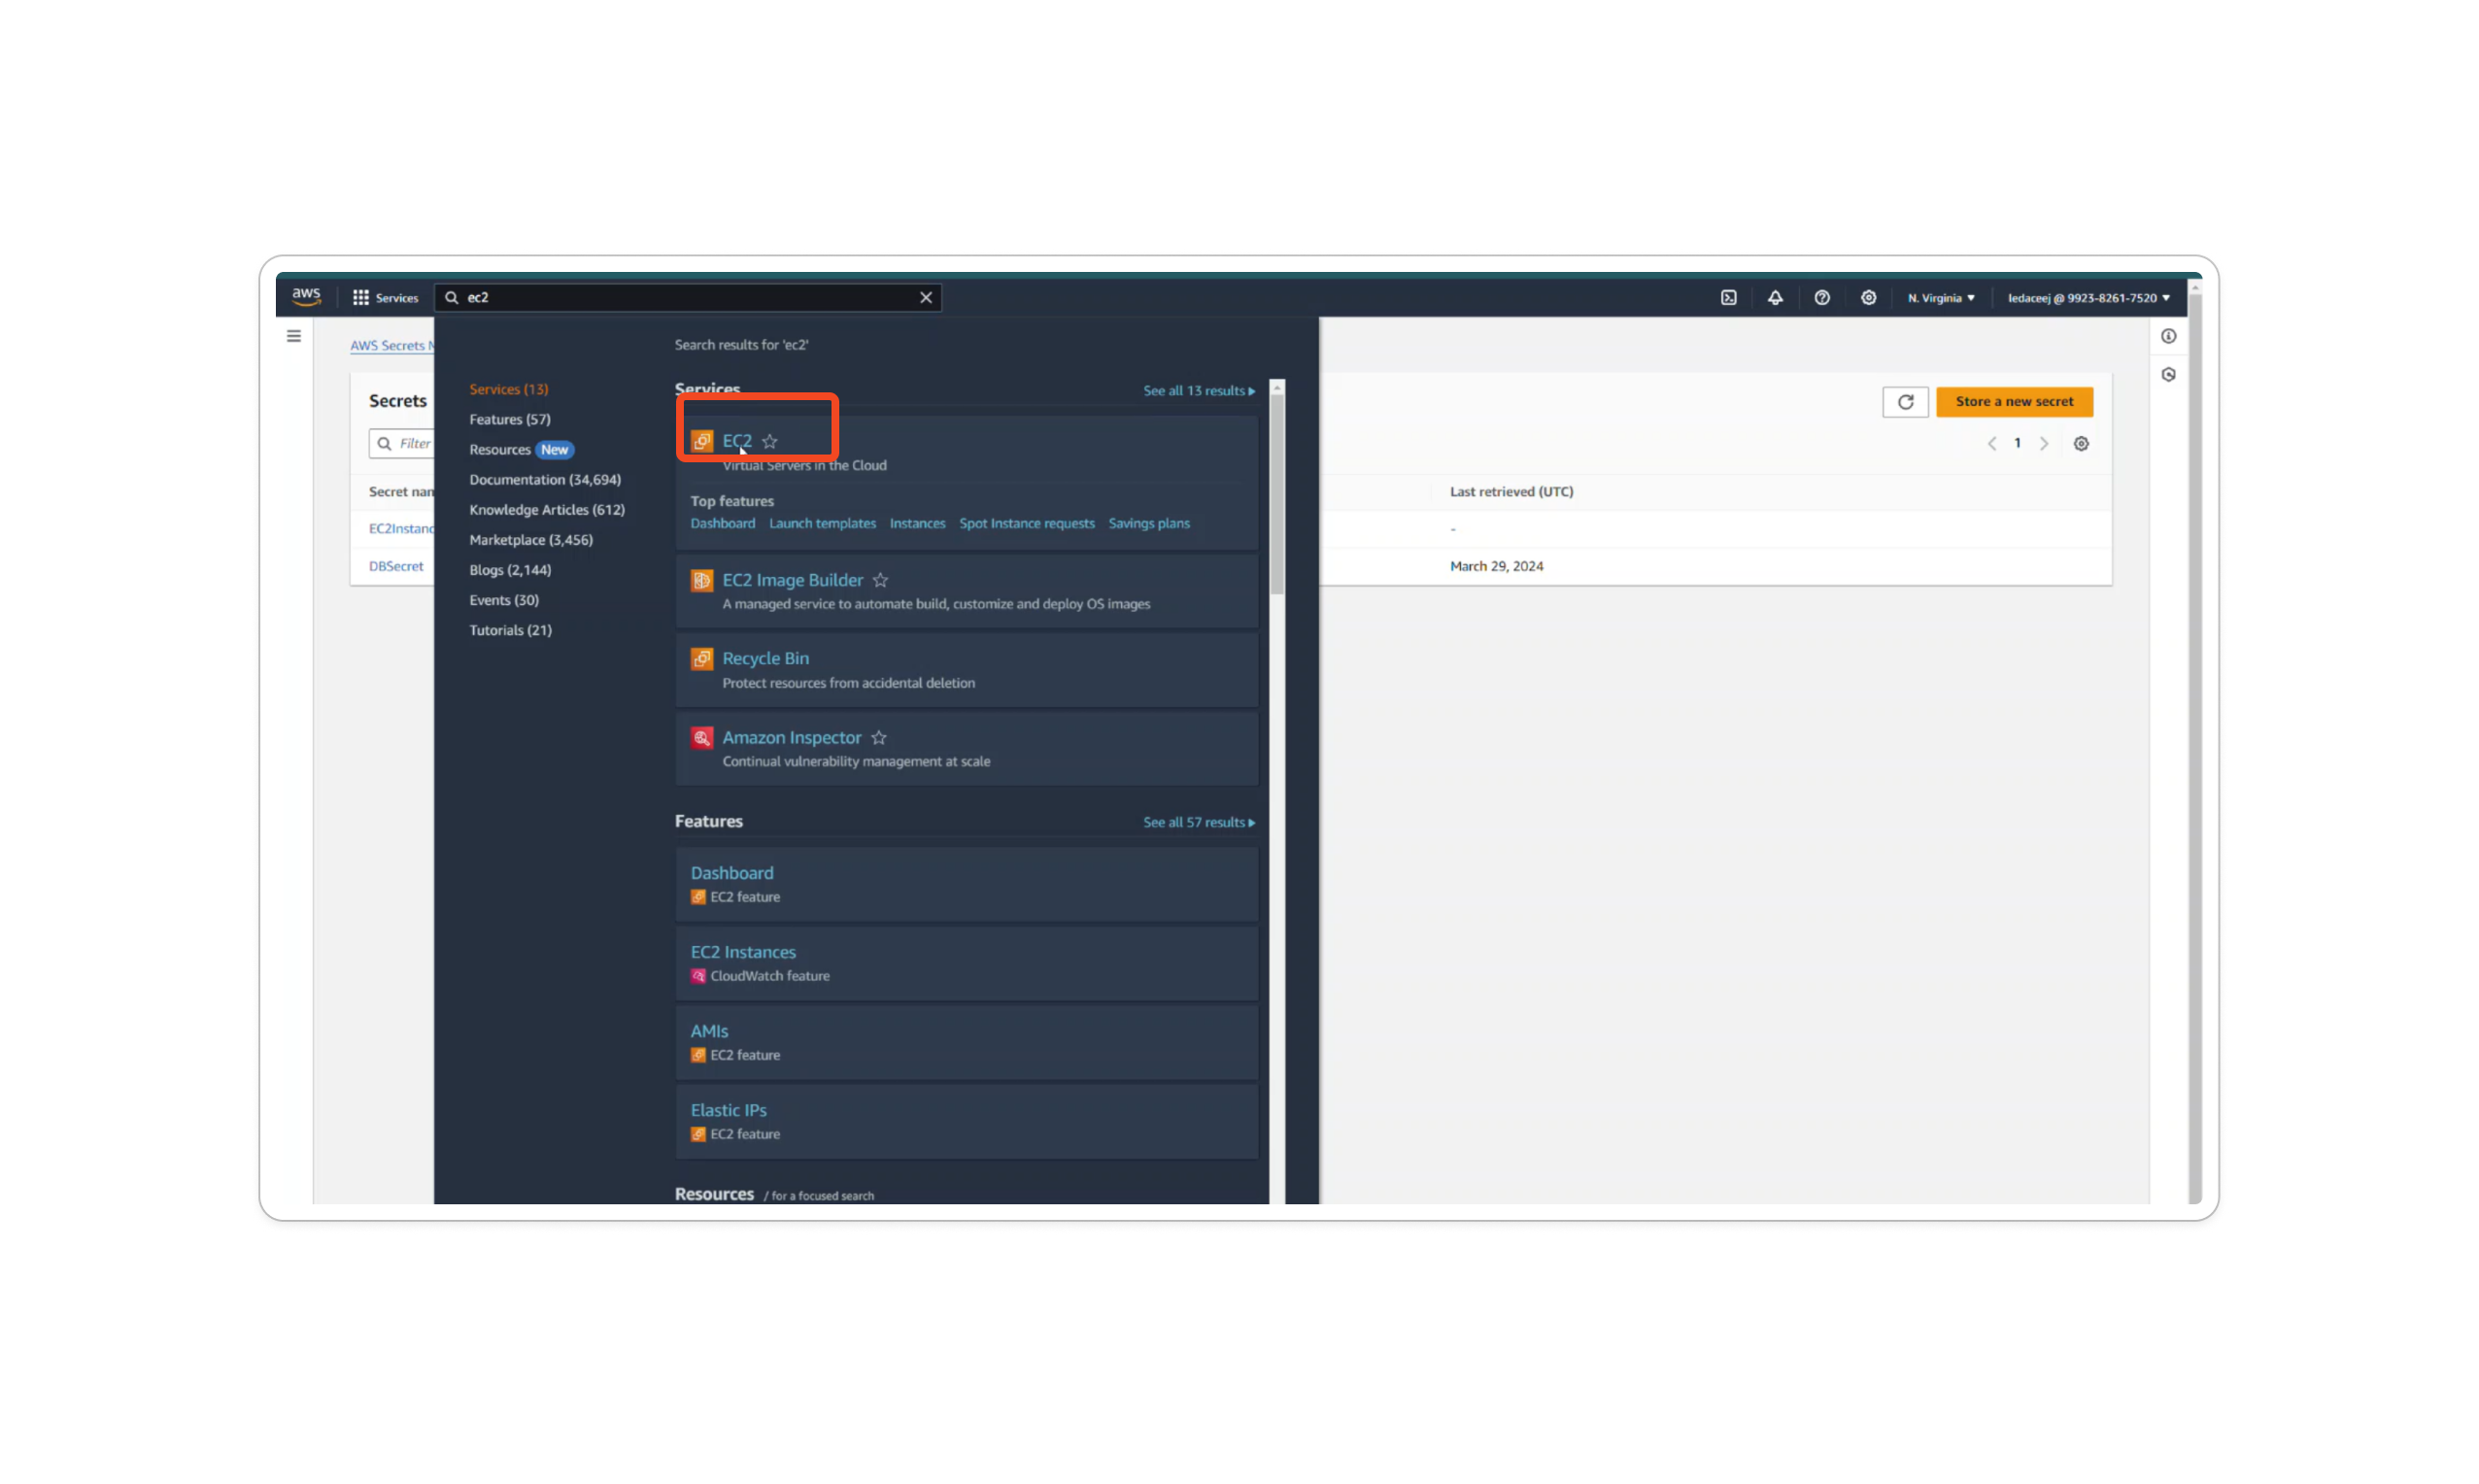 aws Services ec2 N. Virginia ledaceej @ 9923-8261-7520
AWS Secrets
Secrets
Filter
Secret
DBSecret
Search results for 'ec2'
Services (13)
Features (57)
Resources New
Documentation (34,694)
Knowledge Articles (612)
Marketplace (3,456)
Blogs (2,144)
Events (30)
Tutorials (21)
Services See all 13 results
EC2
Virtual Servers in the Cloud
Top features
Dashboard Launch templates Instances Spot Instance requests Savings plans
EC2 Image Builder
A managed service to automate build, customize and deploy OS images
Recycle Bin
Protect resources from accidental deletion
Amazon Inspector
Continual vulnerability management at scale
Features See all 57 results
Dashboard
EC2 feature
EC2 Instances
CloudWatch feature
AMIs
EC2 feature
Elastic IPs
EC2 feature
Resources / for a focused search
Store a new secret
1
Last retrieved (UTC)
-
March 29, 2024